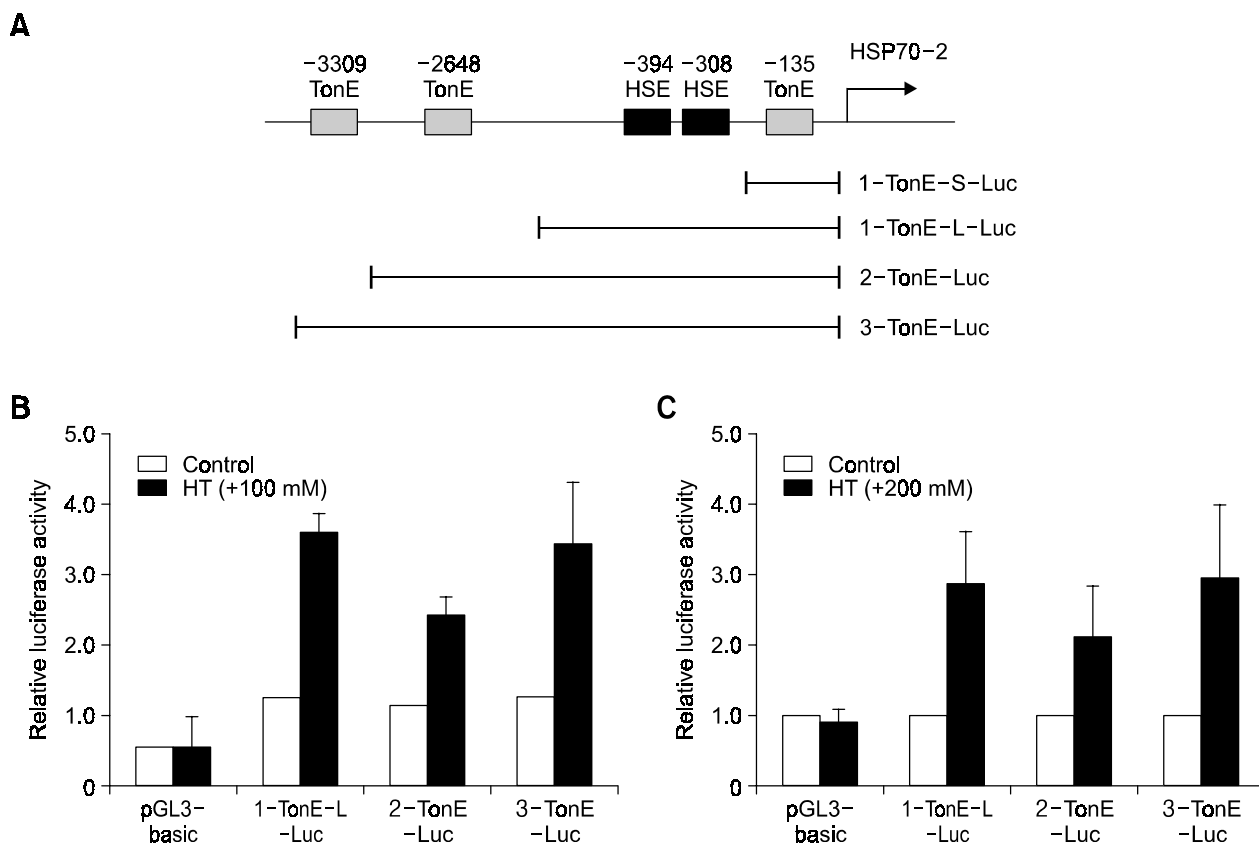 A
HSP70-2
-3309 -2648 -394 -308 -135
TonE TonE HSE HSE TonE
1-TonE-S-Luc
1-TonE-L-Luc
2-TonE-Luc
3-TonE-Luc
B
Relative luciferase activity
5.0
4.0
3.0
2.0
1.0
0
Control
HT (+100 mM)
pGL3- 1-TonE-L 2-TonE 3-TonE
basic -Luc -Luc -Luc
C
Relative luciferase activity
5.0
4.0
3.0
2.0
1.0
0
Control
HT (+200 mM)
pGL3- 1-TonE-L 2-TonE 3-TonE
basic -Luc -Luc -Luc